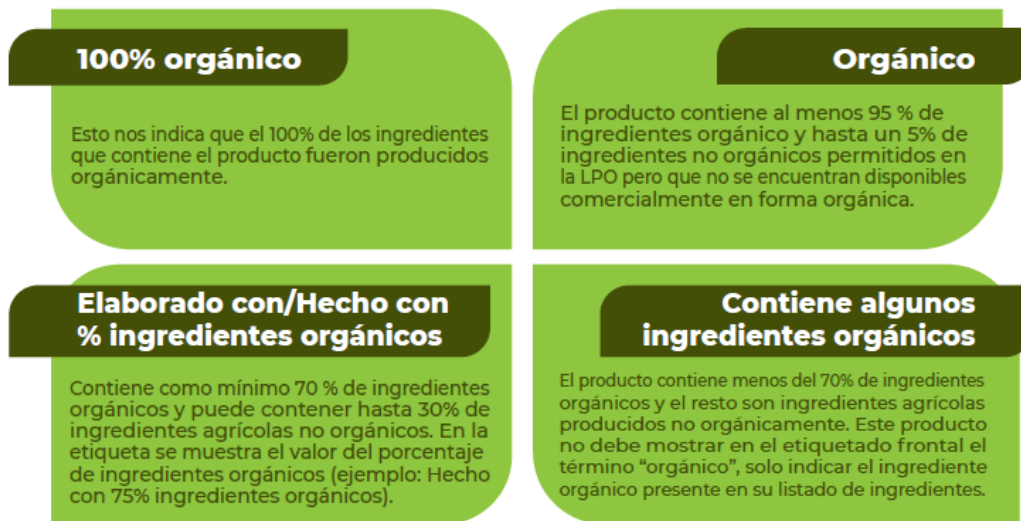 100% orgánico
Esto nos indica que el 100% de los ingredientes
que contiene el producto fueron producidos
orgánicamente.
Orgánico
El producto contiene al menos 95 % de
ingredientes orgánico y hasta un 5% de
ingredientes no orgánicos permitidos en
la LPO pero que no se encuentran disponibles
comercialmente en forma orgánica.
Elaborado con/Hecho con
% ingredientes orgánicos
Contiene como mínimo 70 % de ingredientes
orgánicos y puede contener hasta 30% de
ingredientes agrícolas no orgánicos. En la
etiqueta se muestra el valor del porcentaje
de ingredientes orgánicos (ejemplo: Hecho
con 75% ingredientes orgánicos).
Contiene algunos
ingredientes orgánicos
El producto contiene menos del 70% de ingredientes
orgánicos y el resto son ingredientes agrícolas
producidos no orgánicamente. Este producto
no debe mostrar en el etiquetado frontal el
término “orgánico”, solo indicar el ingrediente
orgánico presente en su listado de ingredientes.